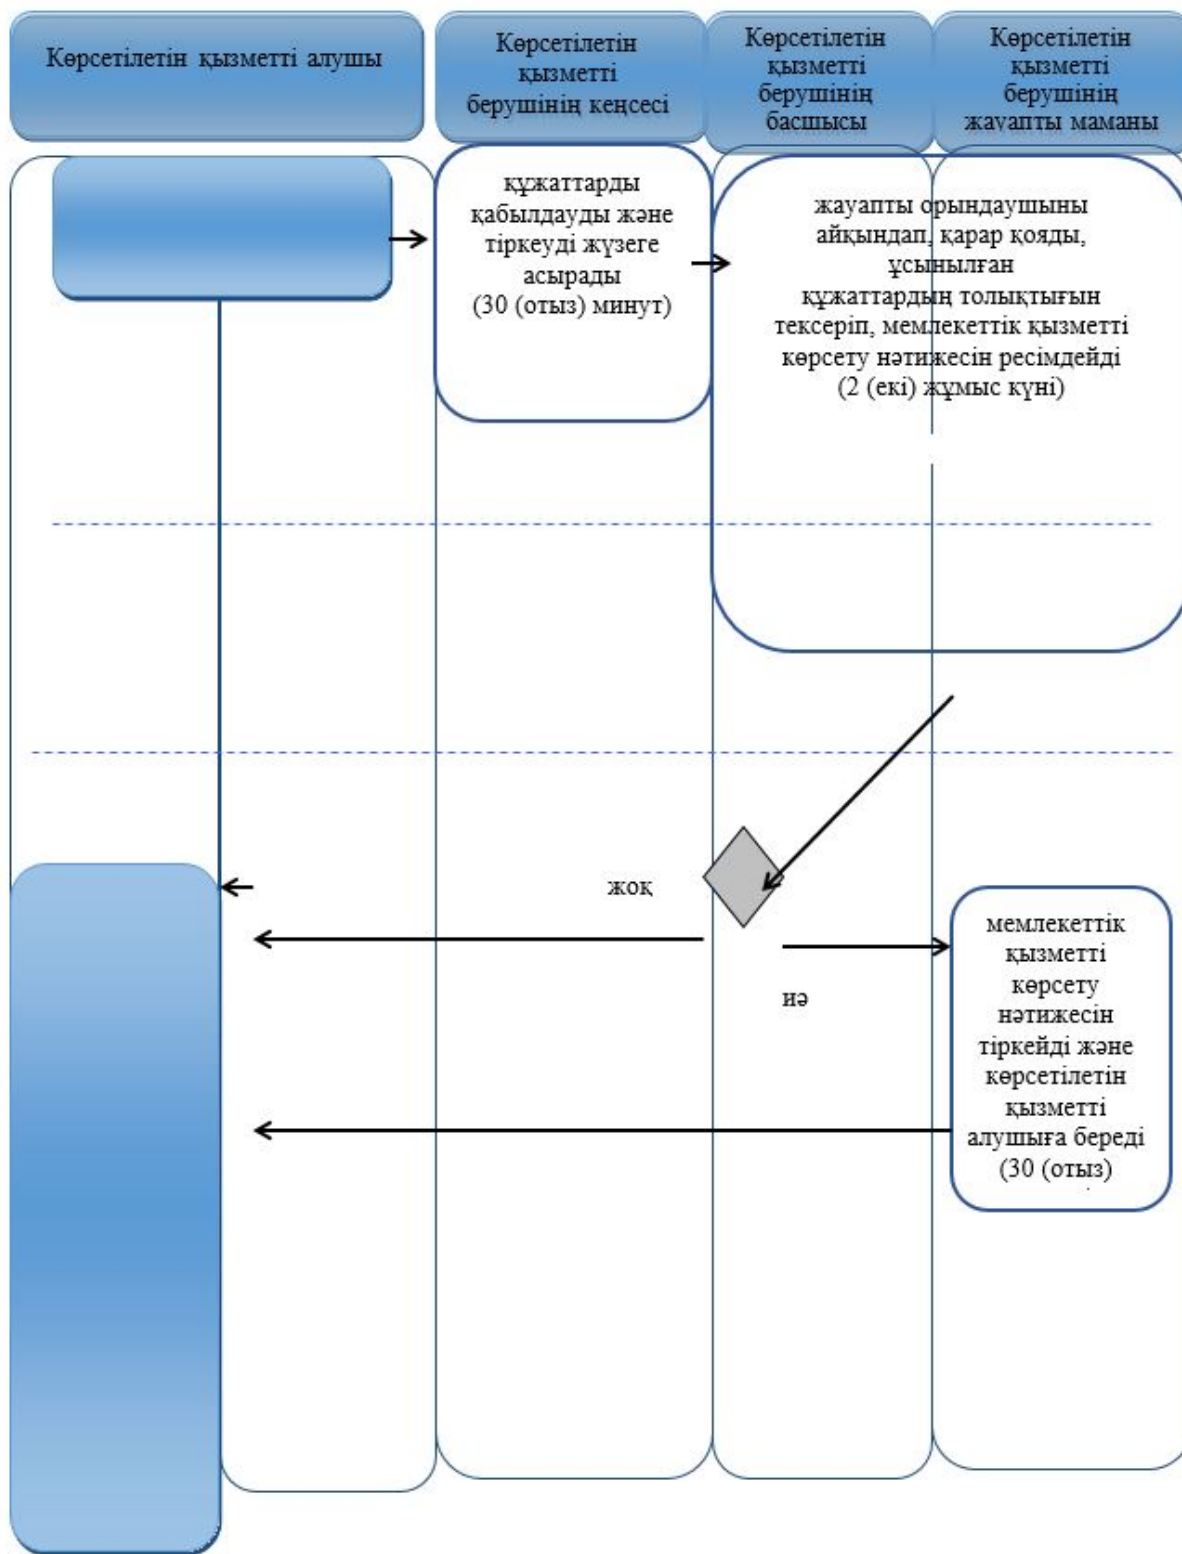 Көрсетілетін қызметті алушы
Көрсетілетін
қызметті
берушінің кеңсесі
Көрсетілетін
қызметті
берушінің
басшысы
Көрсетілетін
қызметті
берушінің
жауапты маманы
құжаттарды
қабылдауды және
тіркеуді жүзеге
асырады
(30 (отыз) минут)
жауапты орындаушыны
айқындап, қарар қояды,
ұсынылған
құжаттардың толықтығын
тексеріп, мемлекеттік қызметті
көрсету нәтижесін ресімдейді
(2 (екі) жұмыс күні)
жоқ
иә
мемлекеттік
қызметті
көрсету
нәтижесін
тіркейді және
көрсетілетін
қызметті
алушыға береді
(30 (отыз)